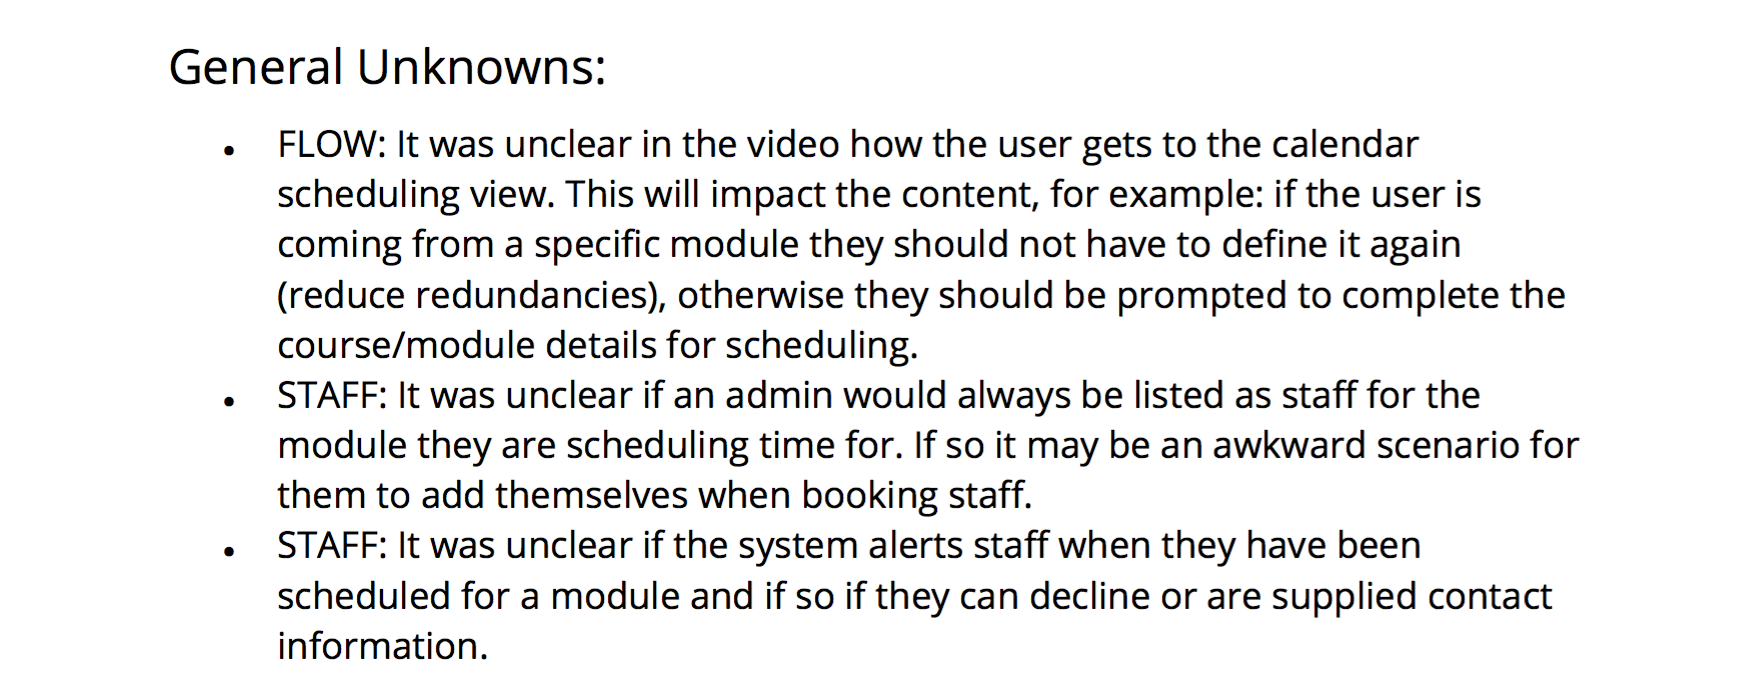 General Unknowns:
• FLOW: It was unclear in the video how the user gets to the calendar
scheduling view. This will impact the content, for example: if the user is
coming from a specific module they should not have to define it again
(reduce redundancies), otherwise they should be prompted to complete the
course/module details for scheduling.
• STAFF: It was unclear if an admin would always be listed as staff for the
module they are scheduling time for. If so it may be an awkward scenario for
them to add themselves when booking staff.
• STAFF: It was unclear if the system alerts staff when they have been
scheduled for a module and if so if they can decline or are supplied contact
information.